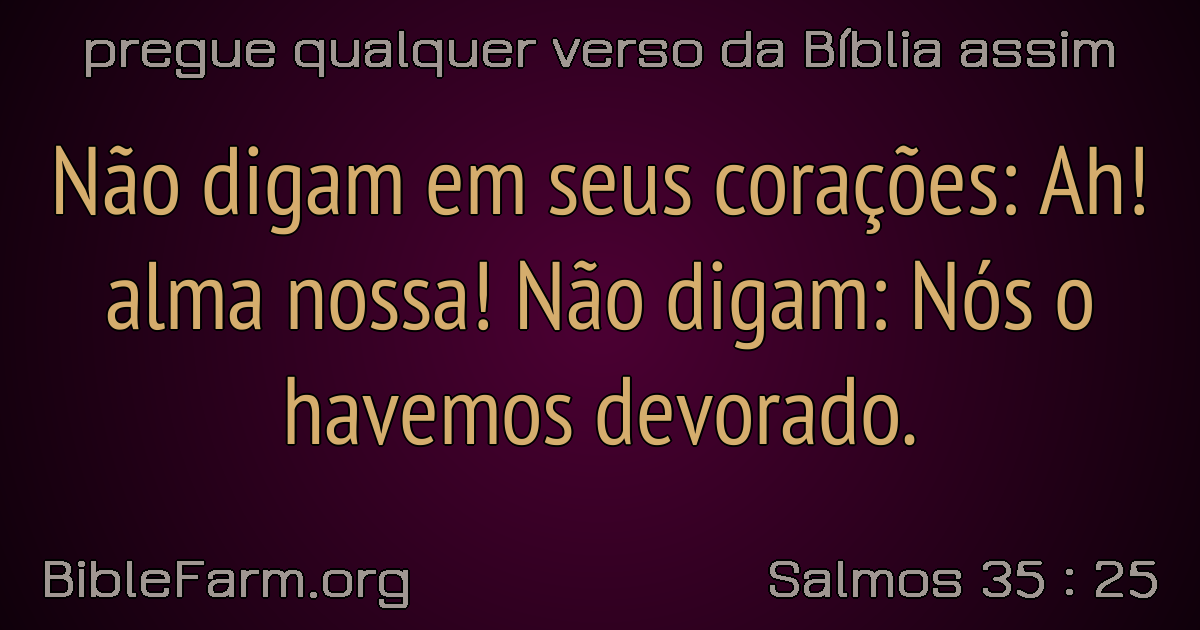 pregue qualquer verso da Bíblia assim
Não digam em seus corações: Ah!
alma nossa! Não digam: Nós o
havemos devorado.
BibleFarm.org
Salmos 35 : 25